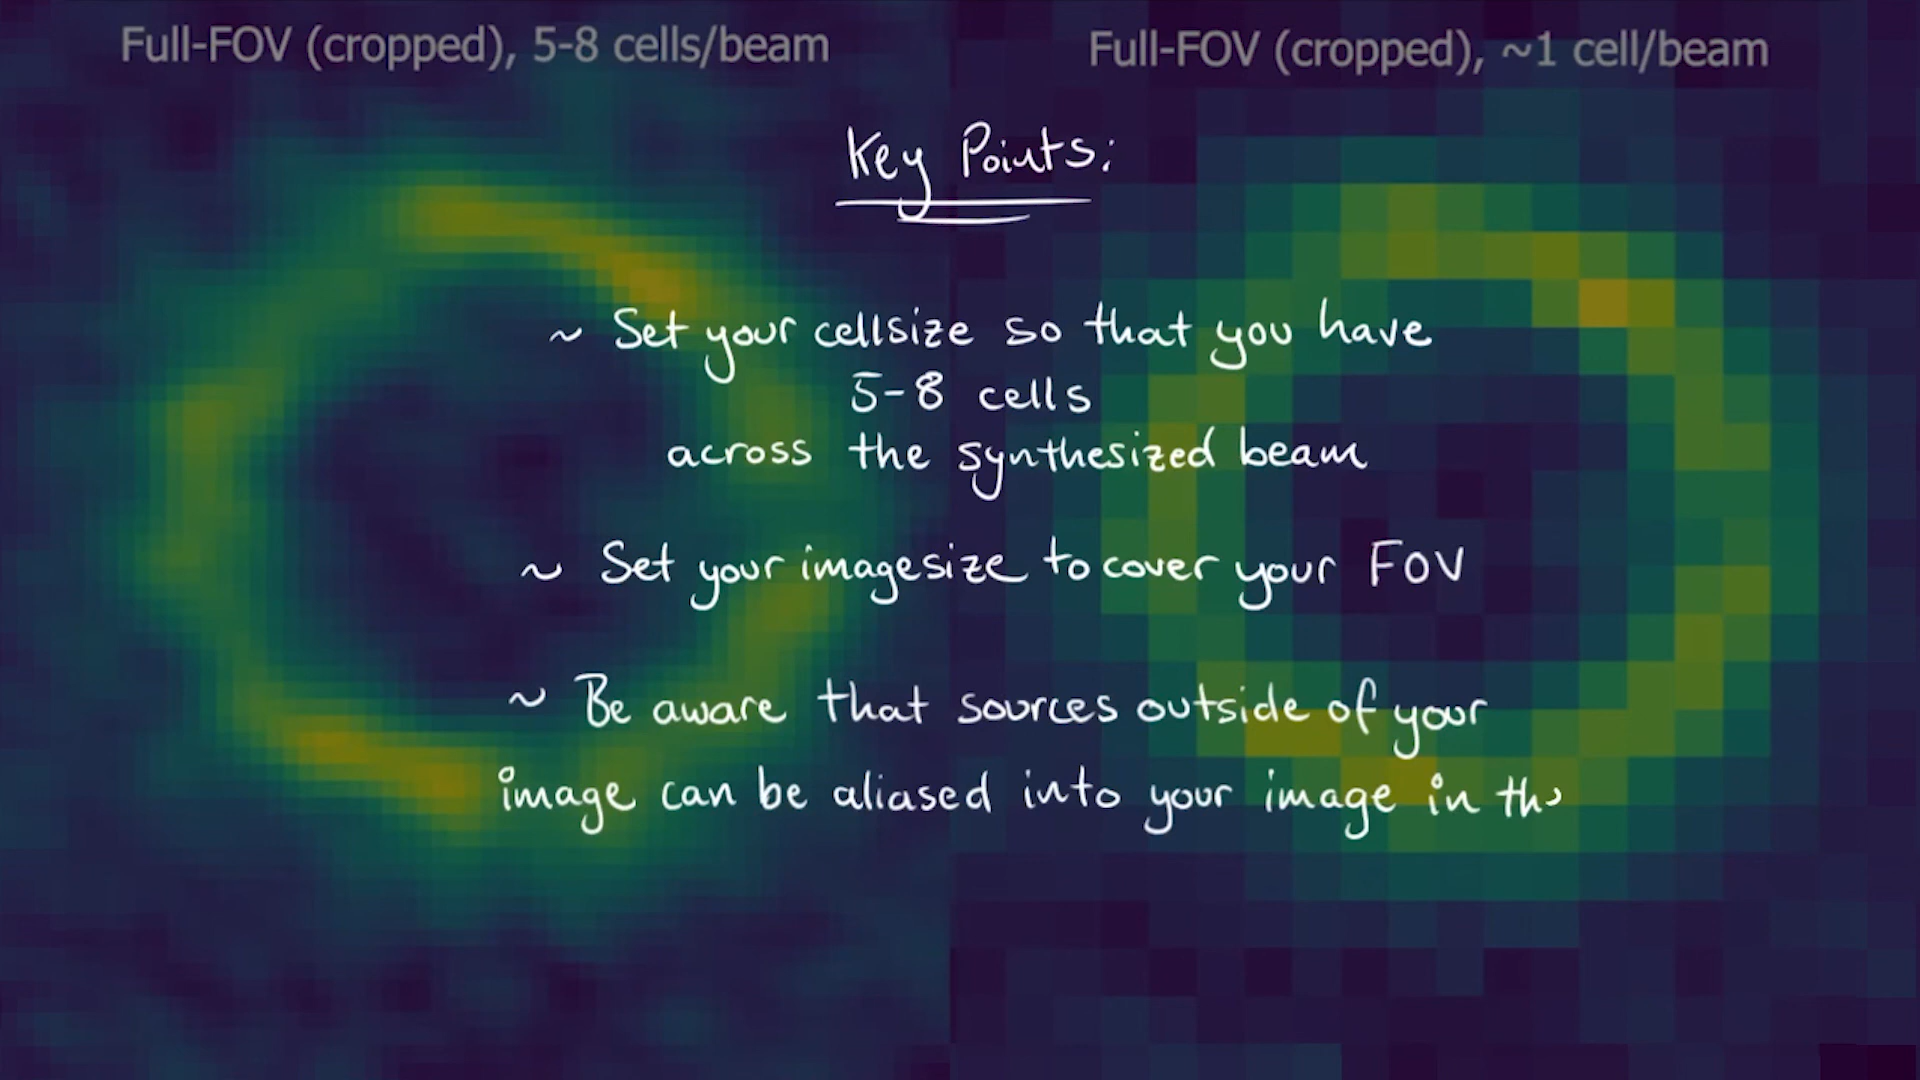 Full-FOV (cropped), 5-8 cells/beam
Full-FOV (cropped), ~1 cell/beam
Key Points:
~ Set your cellsize so that you have
5-8 cells
across the synthesized beam
~ Set your imagesize to cover your FOV
~ Be aware that sources outside of your
image can be aliased into your image in